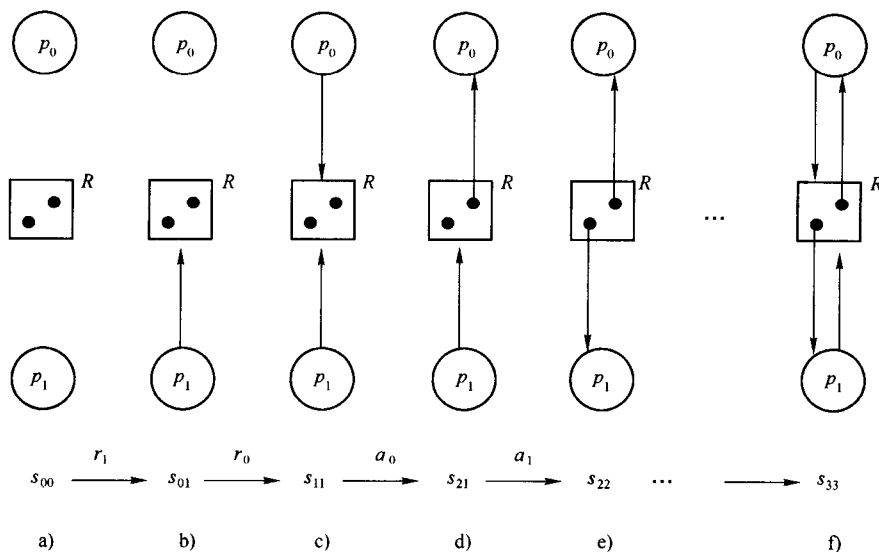 p₀ p₀ p₀ p₀ p₀ p₀
R R R R R R
...
p₁ p₁ p₁ p₁ p₁ p₁
r₁ r₀ a₀ a₁
s₀₀ s₀₁ s₁₁ s₂₁ s₂₂ ... s₃₃
a) b) c) d) e) f)